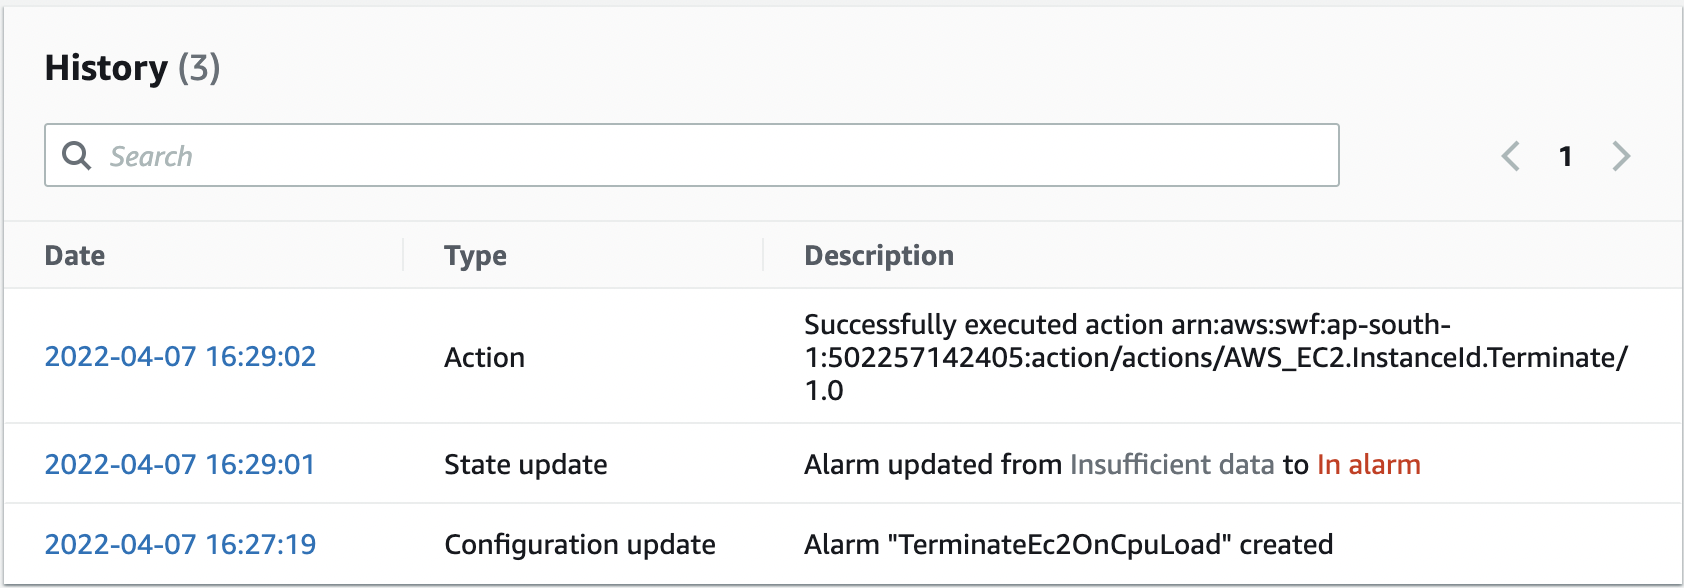 History (3)
Search
1
Date Type Description
2022-04-07 16:29:02 Action Successfully executed action arn:aws:swf:ap-south-
1:502257142405:action/actions/AWS_EC2.InstanceId.Terminate/
1.0
2022-04-07 16:29:01 State update Alarm updated from Insufficient data to In alarm
2022-04-07 16:27:19 Configuration update Alarm "TerminateEc2OnCpuLoad" created